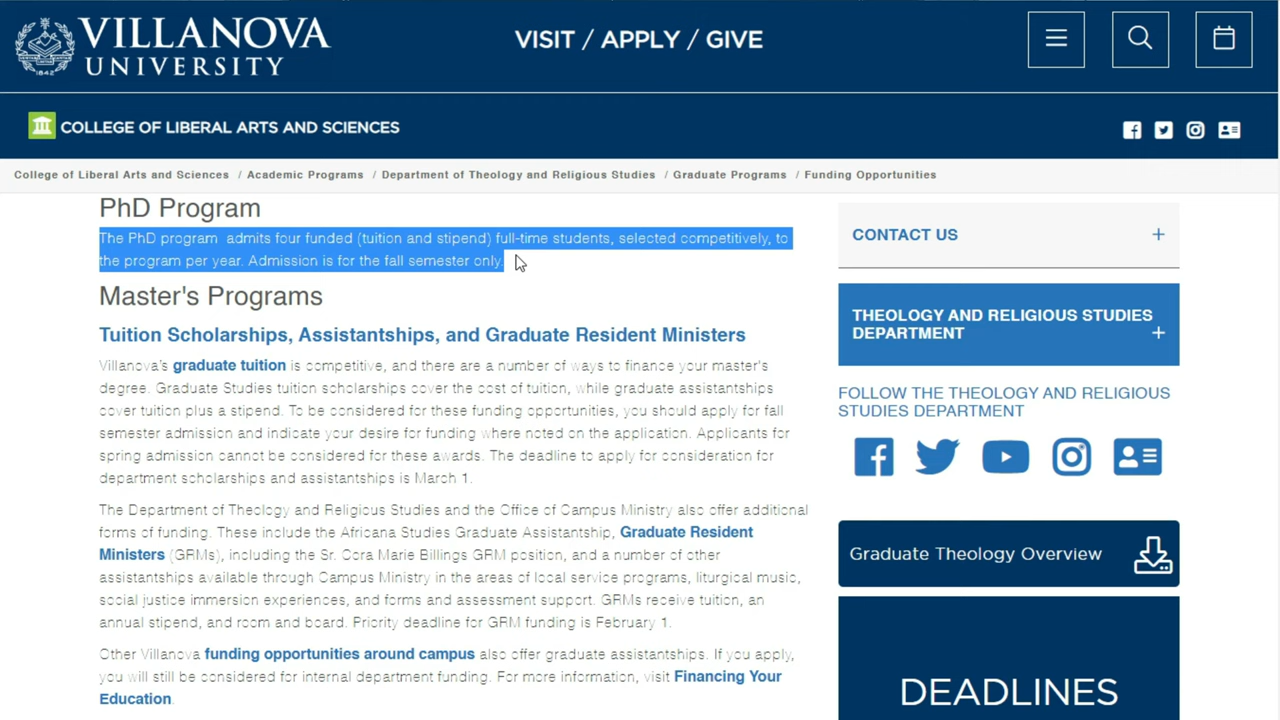 VILLANOVA
UNIVERSITY
1842
VISIT / APPLY / GIVE
COLLEGE OF LIBERAL ARTS AND SCIENCES
College of Liberal Arts and Sciences / Academic Programs / Department of Theology and Religious Studies / Graduate Programs / Funding Opportunities
PhD Program
The PhD program admits four funded (tuition and stipend) full-time students, selected competitively, to
the program per year. Admission is for the fall semester only.
Master's Programs
Tuition Scholarships, Assistantships, and Graduate Resident Ministers
Villanova's graduate tuition is competitive, and there are a number of ways to finance your master's
degree. Graduate Studies tuition scholarships cover the cost of tuition, while graduate assistantships
cover tuition plus a stipend. To be considered for these funding opportunities, you should apply for fall
semester admission and indicate your desire for funding where noted on the application. Applicants for
spring admission cannot be considered for these awards. The deadline to apply for consideration for
department scholarships and assistantships is March 1.
The Department of Theology and Religious Studies and the Office of Campus Ministry also offer additional
forms of funding. These include the Africana Studies Graduate Assistantship, Graduate Resident
Ministers (GRMs), including the Sr. Cora Marie Billings GRM position, and a number of other
assistantships available through Campus Ministry in the areas of local service programs, liturgical music,
social justice immersion experiences, and forms and assessment support. GRMs receive tuition, an
annual stipend, and room and board. Priority deadline for GRM funding is February 1.
Other Villanova funding opportunities around campus also offer graduate assistantships. If you apply,
you will still be considered for internal department funding. For more information, visit Financing Your
Education.
CONTACT US +
THEOLOGY AND RELIGIOUS STUDIES
DEPARTMENT +
FOLLOW THE THEOLOGY AND RELIGIOUS
STUDIES DEPARTMENT
Graduate Theology Overview
DEADLINES